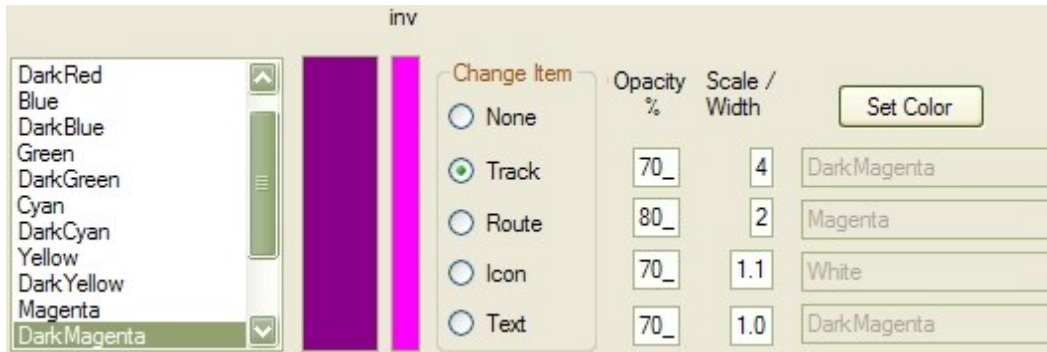 inv
DarkRed
Blue
DarkBlue
Green
DarkGreen
Cyan
DarkCyan
Yellow
DarkYellow
Magenta
DarkMagenta
Change Item
None
Track
Route
Icon
Text
Opacity
%
Scale /
Width
Set Color
70_ 4 DarkMagenta
80_ 2 Magenta
70_ 1.1 White
70_ 1.0 DarkMagenta